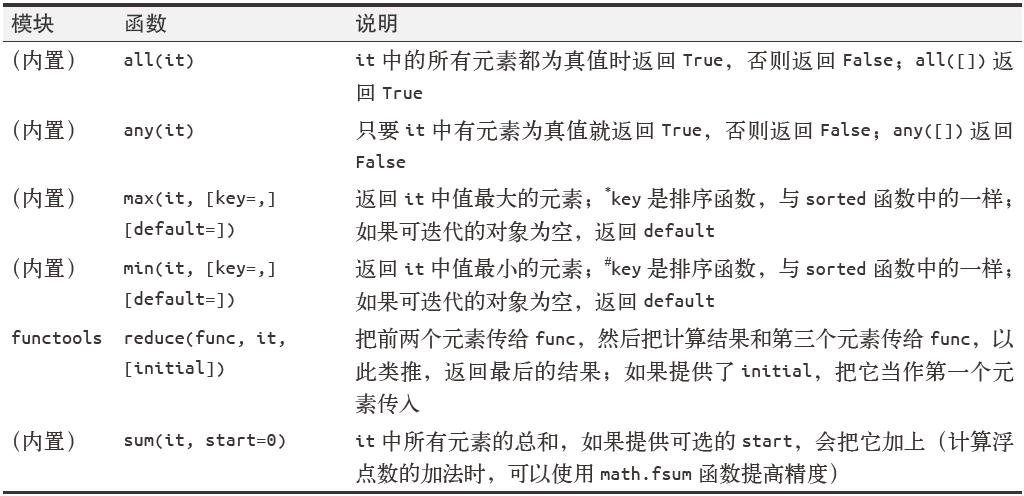 模块 函数 说明
（内置） all(it) it 中的所有元素都为真值时返回 True，否则返回 False；all([]) 返
回 True
（内置） any(it) 只要 it 中有元素为真值就返回 True，否则返回 False；any([]) 返回
False
（内置） max(it, [key=,] 返回 it 中值最大的元素；*key 是排序函数，与 sorted 函数中的一样；
[default=]) 如果可迭代的对象为空，返回 default
（内置） min(it, [key=,] 返回 it 中值最小的元素；#key 是排序函数，与 sorted 函数中的一样；
[default=]) 如果可迭代的对象为空，返回 default
functools reduce(func, it, 把前两个元素传给 func，然后把计算结果和第三个元素传给 func，以
[initial]) 此类推，返回最后的结果；如果提供了 initial，把它当作第一个元
素传入
（内置） sum(it, start=0) it 中所有元素的总和，如果提供可选的 start，会把它加上（计算浮
点数的加法时，可以使用 math.fsum 函数提高精度）